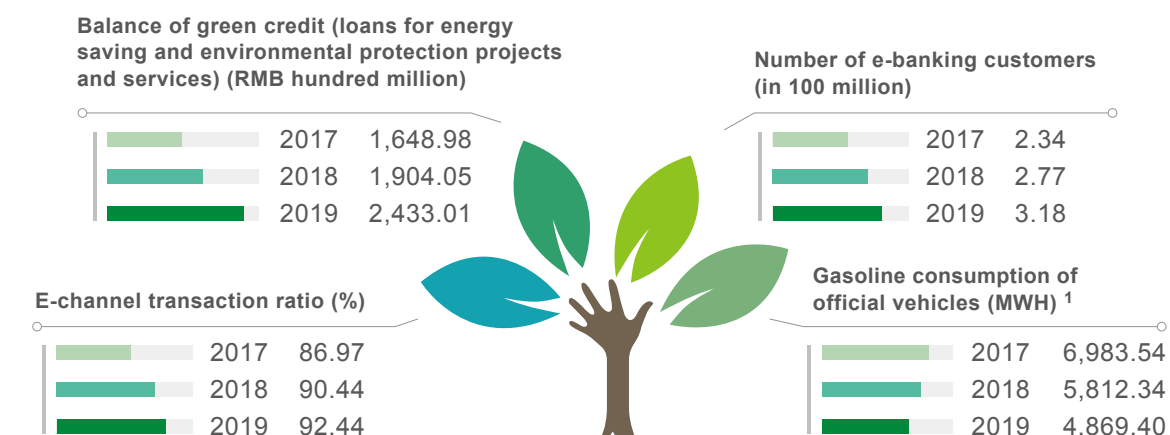 Balance of green credit (loans for energy
saving and environmental protection projects
and services) (RMB hundred million)
2017 1,648.98
2018 1,904.05
2019 2,433.01
Number of e-banking customers
(in 100 million)
2017 2.34
2018 2.77
2019 3.18
E-channel transaction ratio (%)
2017 86.97
2018 90.44
2019 92.44
Gasoline consumption of
official vehicles (MWH) 1
2017 6,983.54
2018 5,812.34
2019 4,869.40